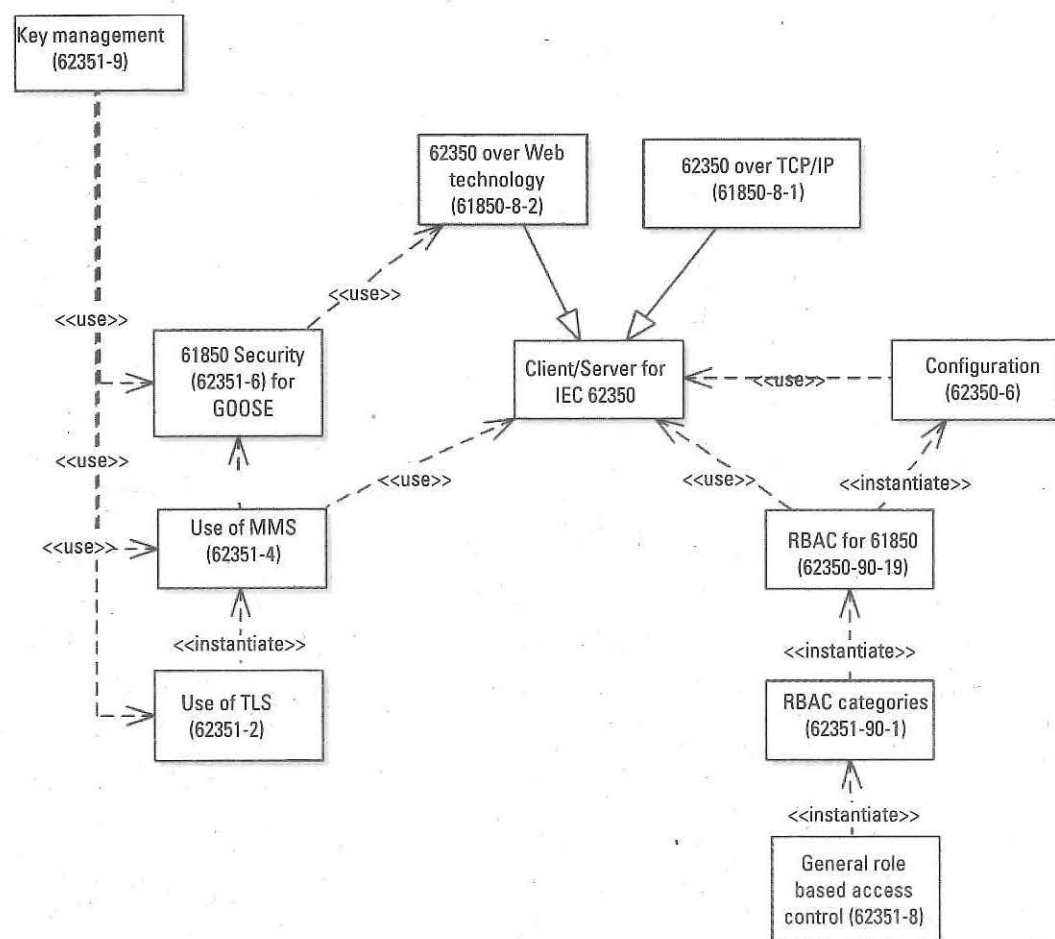 Key management
(62351-9)
62350 over Web
technology
(61850-8-2)
62350 over TCP/IP
(61850-8-1)
<<use>>
<<use>>
61850 Security
(62351-6) for
GOOSE
Client/Server for
IEC 62350
<<use>>
Configuration
(62350-6)
<<use>>
<<use>>
<<use>>
<<instantiate>>
<<use>>
Use of MMS
(62351-4)
RBAC for 61850
(62350-90-19)
<<instantiate>>
<<instantiate>>
Use of TLS
(62351-2)
RBAC categories
(62351-90-1)
<<instantiate>>
General role
based access
control (62351-8)